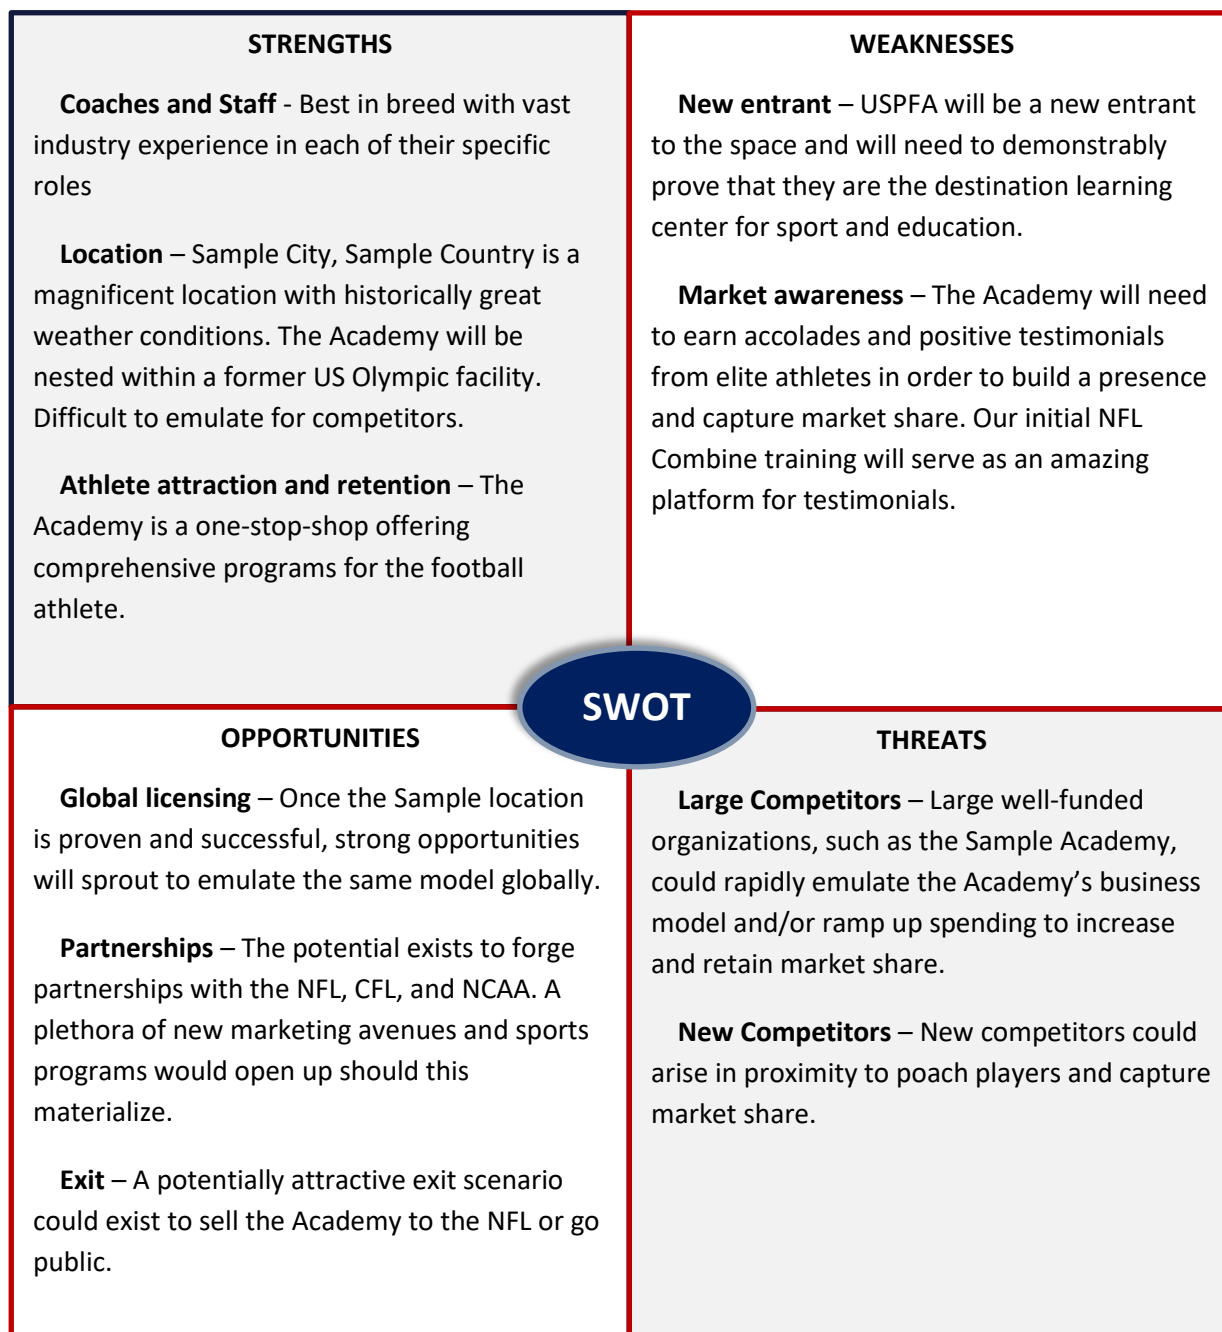 STRENGTHS
Coaches and Staff - Best in breed with vast
industry experience in each of their specific
roles
Location – Sample City, Sample Country is a
magnificent location with historically great
weather conditions. The Academy will be
nested within a former US Olympic facility.
Difficult to emulate for competitors.
Athlete attraction and retention – The
Academy is a one-stop-shop offering
comprehensive programs for the football
athlete.
WEAKNESSES
New entrant – USPFA will be a new entrant
to the space and will need to demonstrably
prove that they are the destination learning
center for sport and education.
Market awareness – The Academy will need
to earn accolades and positive testimonials
from elite athletes in order to build a presence
and capture market share. Our initial NFL
Combine training will serve as an amazing
platform for testimonials.
SWOT
OPPORTUNITIES
Global licensing – Once the Sample location
is proven and successful, strong opportunities
will sprout to emulate the same model globally.
Partnerships – The potential exists to forge
partnerships with the NFL, CFL, and NCAA. A
plethora of new marketing avenues and sports
programs would open up should this
materialize.
Exit – A potentially attractive exit scenario
could exist to sell the Academy to the NFL or go
public.
THREATS
Large Competitors – Large well-funded
organizations, such as the Sample Academy,
could rapidly emulate the Academy’s business
model and/or ramp up spending to increase
and retain market share.
New Competitors – New competitors could
arise in proximity to poach players and capture
market share.